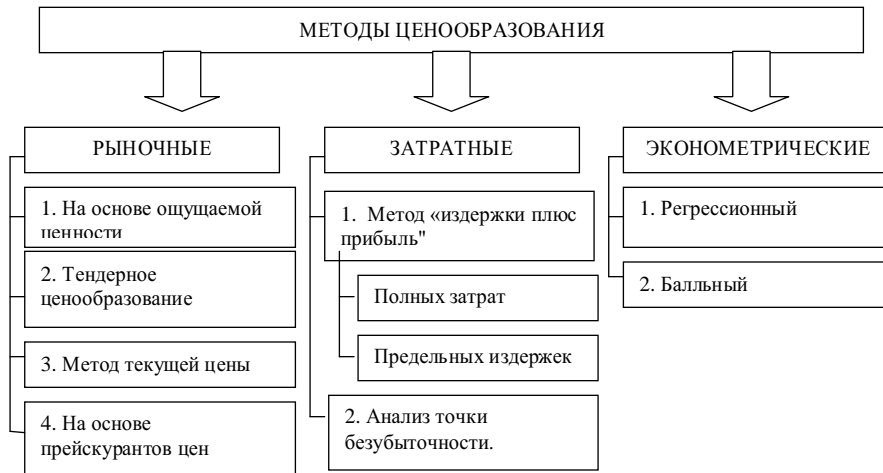 МЕТОДЫ ЦЕНООБРАЗОВАНИЯ
РЫНОЧНЫЕ
1. На основе ощущаемой
ценности
2. Тендерное
ценообразование
3. Метод текущей цены
4. На основе
прейскурантов цен
ЗАТРАТНЫЕ
1. Метод «издержки плюс
прибыль"
Полных затрат
Предельных издержек
2. Анализ точки
безубыточности.
ЭКОНОМЕТРИЧЕСКИЕ
1. Регрессионный
2. Балльный